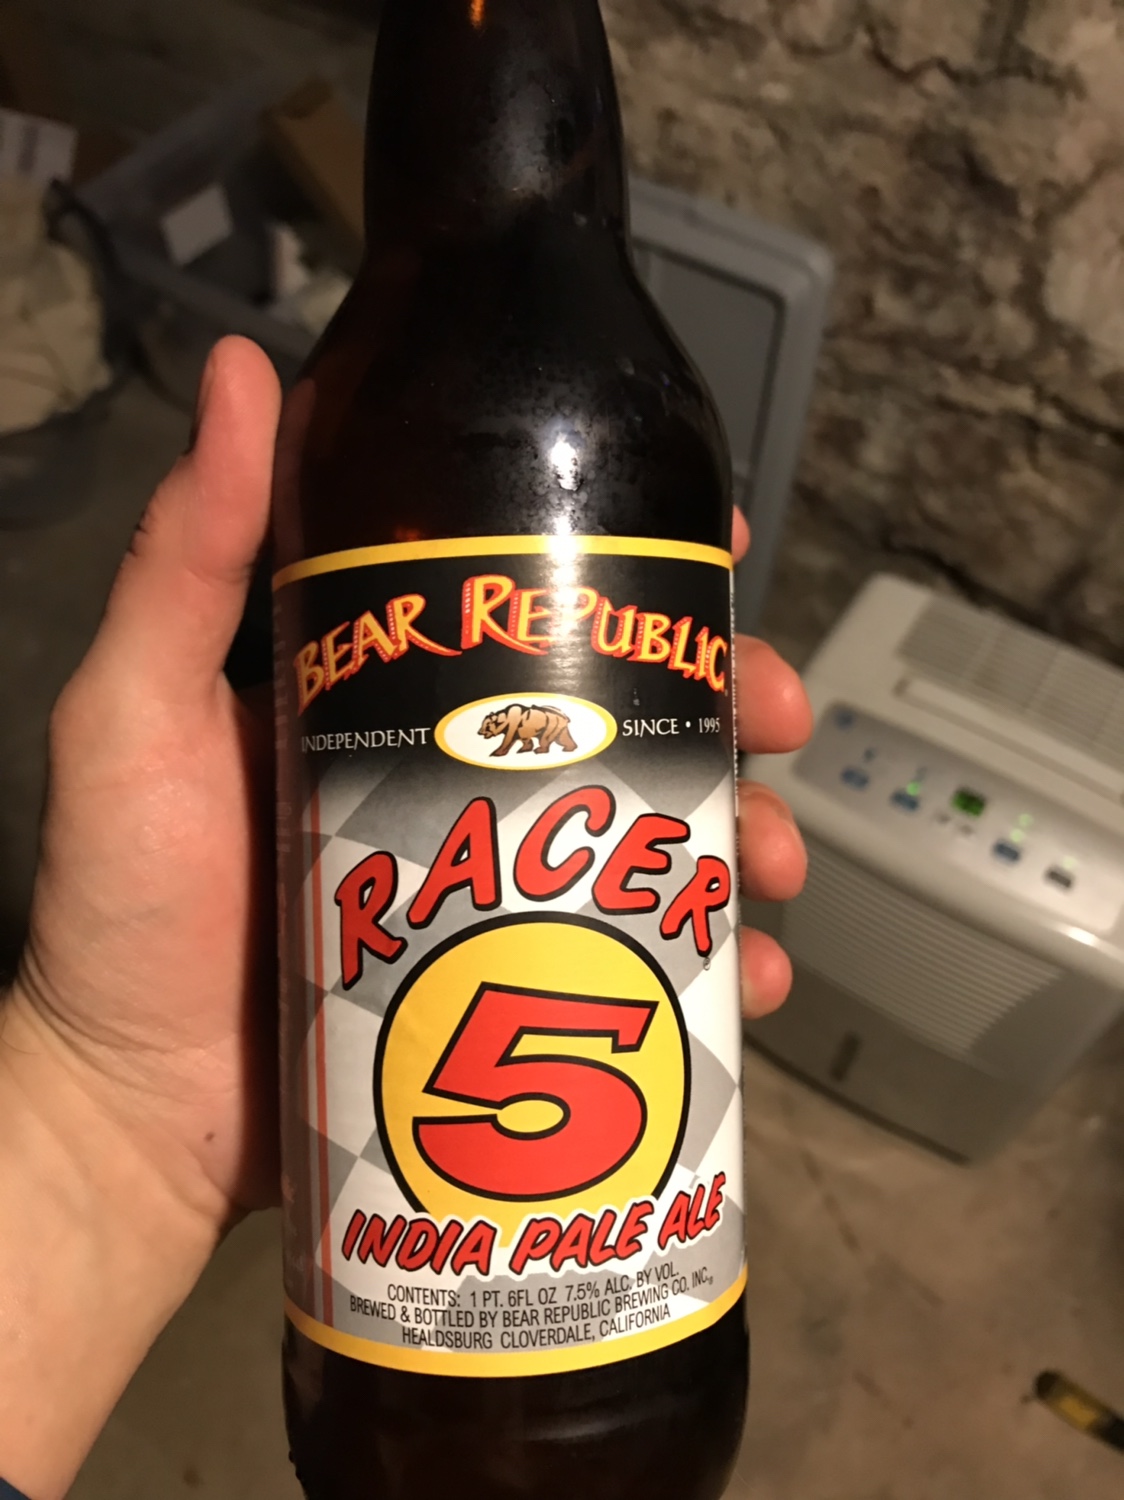 BEAR REPUBLIC
INDEPENDENT SINCE • 1995
RACER
5
INDIA PALE ALE
CONTENTS: 1 PT. 6FL OZ 7.5% ALC. BY VOL.
BREWED & BOTTLED BY BEAR REPUBLIC BREWING CO. INC.
HEALDSBURG CLOVERDALE, CALIFORNIA